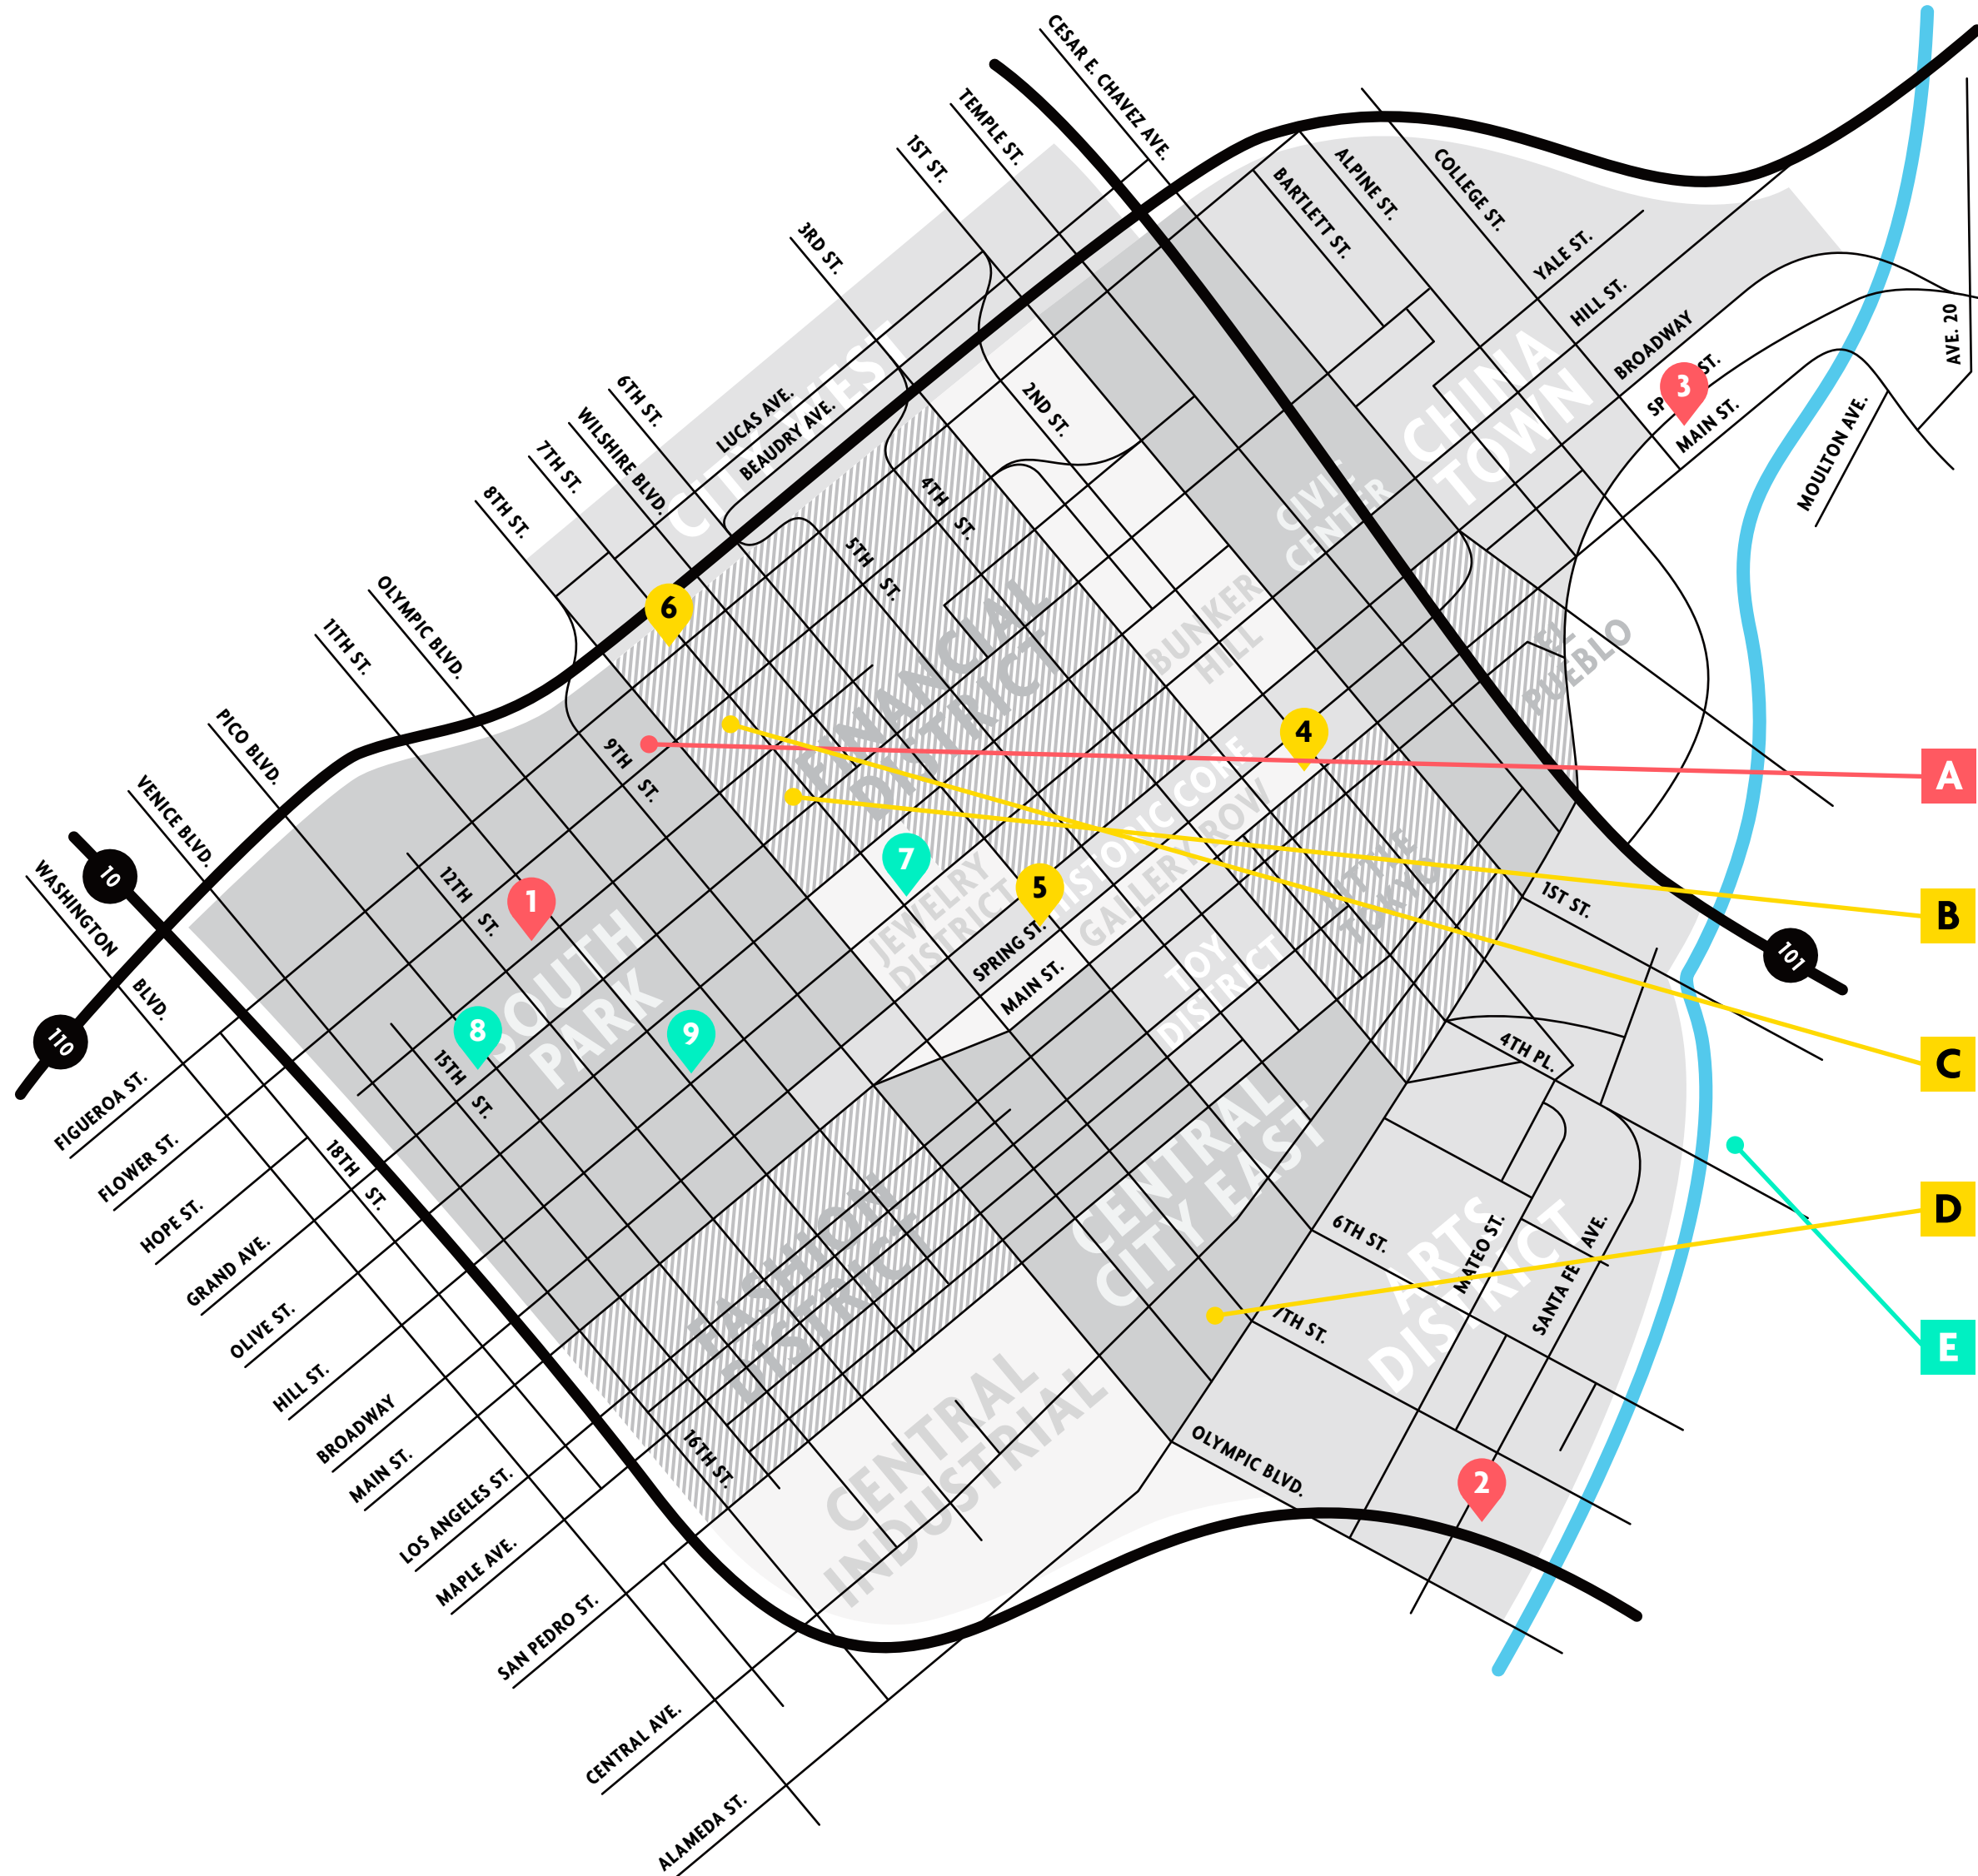 CESAR E. CHAVEZ AVE.
TEMPLE ST.
1ST ST.
3RD ST.
BARTLETT ST.
ALPINE ST.
COLLEGE ST.
YALE ST.
HILL ST.
BROADWAY
SP ST.
MAIN ST.
3
AVE. 20
MOULTON AVE.
CHINA
TOWN
2ND ST.
6TH ST.
WILSHIRE BLVD.
7TH ST.
8TH ST.
LUCAS AVE.
BEAUDRY AVE.
CITY WEST
4TH ST.
5TH ST.
CIVIC
CENTER
OLYMPIC BLVD.
11TH ST.
6
FINANCIAL
DISTRICT
BUNKER
HILL
EL
PUEBLO
PICO BLVD.
VENICE BLVD.
WASHINGTON BLVD.
9TH ST.
4
A
HISTORIC CORE
GALLERY ROW
LITTLE
TOKYO
10
12TH ST.
1
7
5
JEWELRY
DISTRICT
SPRING ST.
MAIN ST.
TOY
DISTRICT
1ST ST.
B
101
110
SOUTH
PARK
8
9
15TH ST.
4TH PL.
C
FIGUEROA ST.
FLOWER ST.
HOPE ST.
GRAND AVE.
OLIVE ST.
HILL ST.
BROADWAY
MAIN ST.
LOS ANGELES ST.
MAPLE AVE.
SAN PEDRO ST.
CENTRAL AVE.
ALAMEDA ST.
18TH ST.
16TH ST.
FASHION
DISTRICT
CENTRAL
CITY EAST
CENTRAL
INDUSTRIAL
6TH ST.
7TH ST.
ARTS
DISTRICT
MATEO ST.
SANTA FE AVE.
OLYMPIC BLVD.
2
D
E